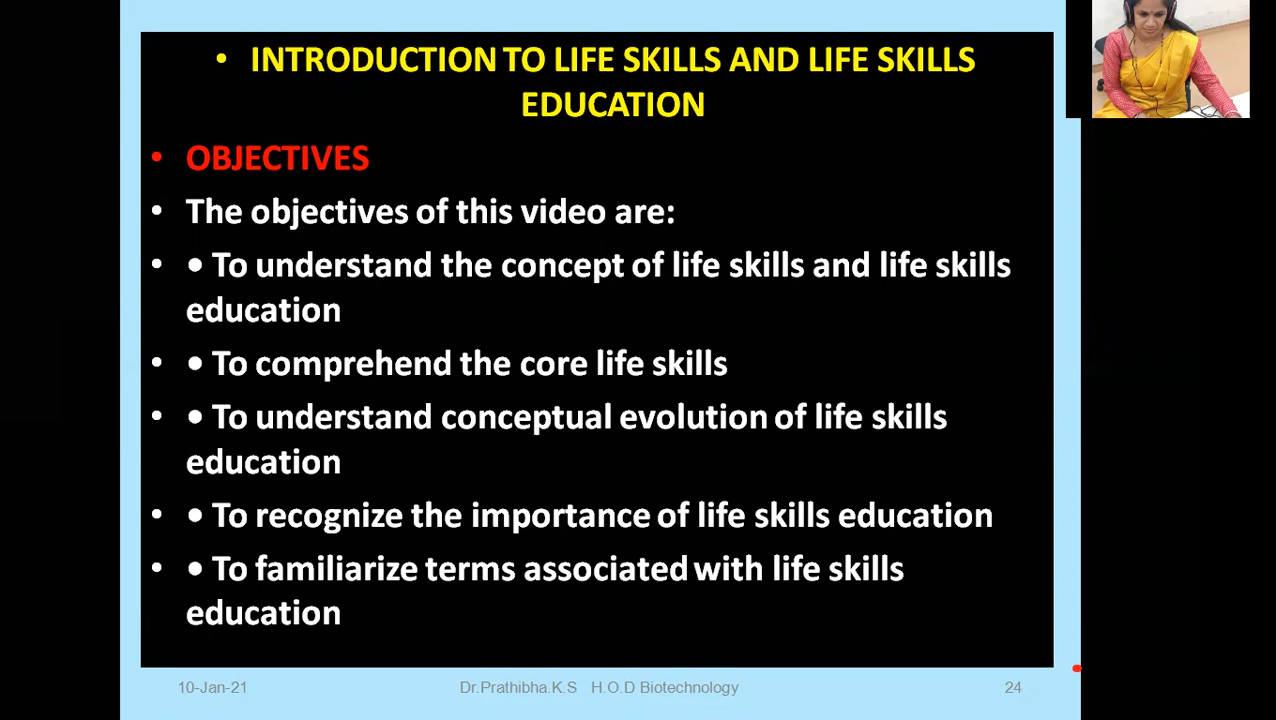 • INTRODUCTION TO LIFE SKILLS AND LIFE SKILLS
EDUCATION
• OBJECTIVES
• The objectives of this video are:
• • To understand the concept of life skills and life skills
education
• • To comprehend the core life skills
• • To understand conceptual evolution of life skills
education
• • To recognize the importance of life skills education
• • To familiarize terms associated with life skills
education
10-Jan-21 Dr.Prathibha.K.S H.O.D Biotechnology 24